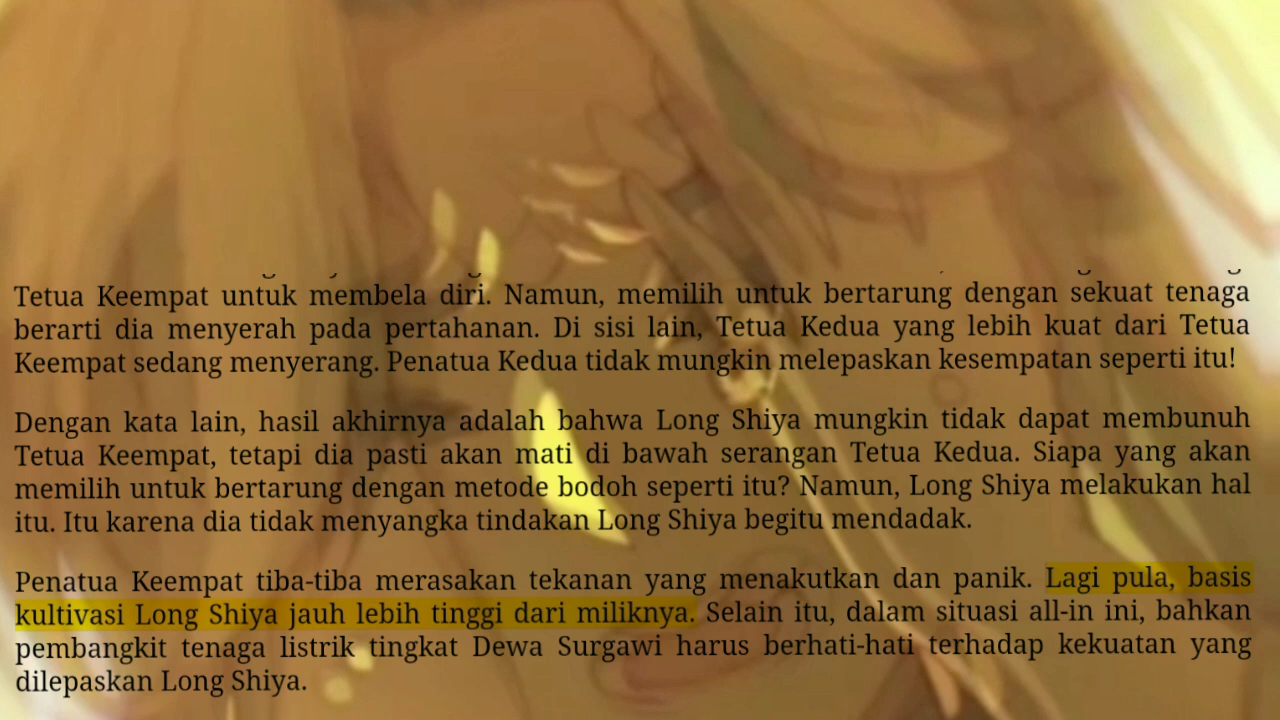 Tetua Keempat untuk membela diri. Namun, memilih untuk bertarung dengan sekuat tenaga
berarti dia menyerah pada pertahanan. Di sisi lain, Tetua Kedua yang lebih kuat dari Tetua
Keempat sedang menyerang. Penatua Kedua tidak mungkin melepaskan kesempatan seperti itu!
Dengan kata lain, hasil akhirnya adalah bahwa Long Shiya mungkin tidak dapat membunuh
Tetua Keempat, tetapi dia pasti akan mati di bawah serangan Tetua Kedua. Siapa yang akan
memilih untuk bertarung dengan metode bodoh seperti itu? Namun, Long Shiya melakukan hal
itu. Itu karena dia tidak menyangka tindakan Long Shiya begitu mendadak.
Penatua Keempat tiba-tiba merasakan tekanan yang menakutkan dan panik. Lagi pula, basis
kultivasi Long Shiya jauh lebih tinggi dari miliknya. Selain itu, dalam situasi all-in ini, bahkan
pembangkit tenaga listrik tingkat Dewa Surgawi harus berhati-hati terhadap kekuatan yang
dilepaskan Long Shiya.